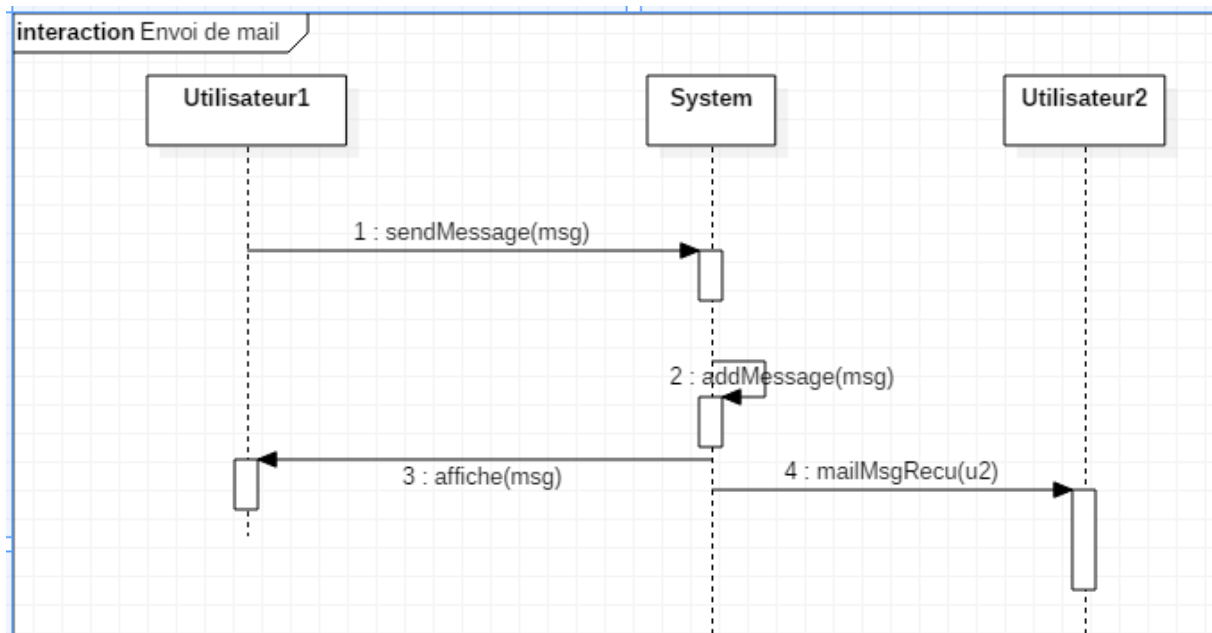 interaction Envoi de mail
Utilisateur1
System
Utilisateur2
1 : sendMessage(msg)
2 : addMessage(msg)
3 : affiche(msg)
4 : mailMsgRecu(u2)